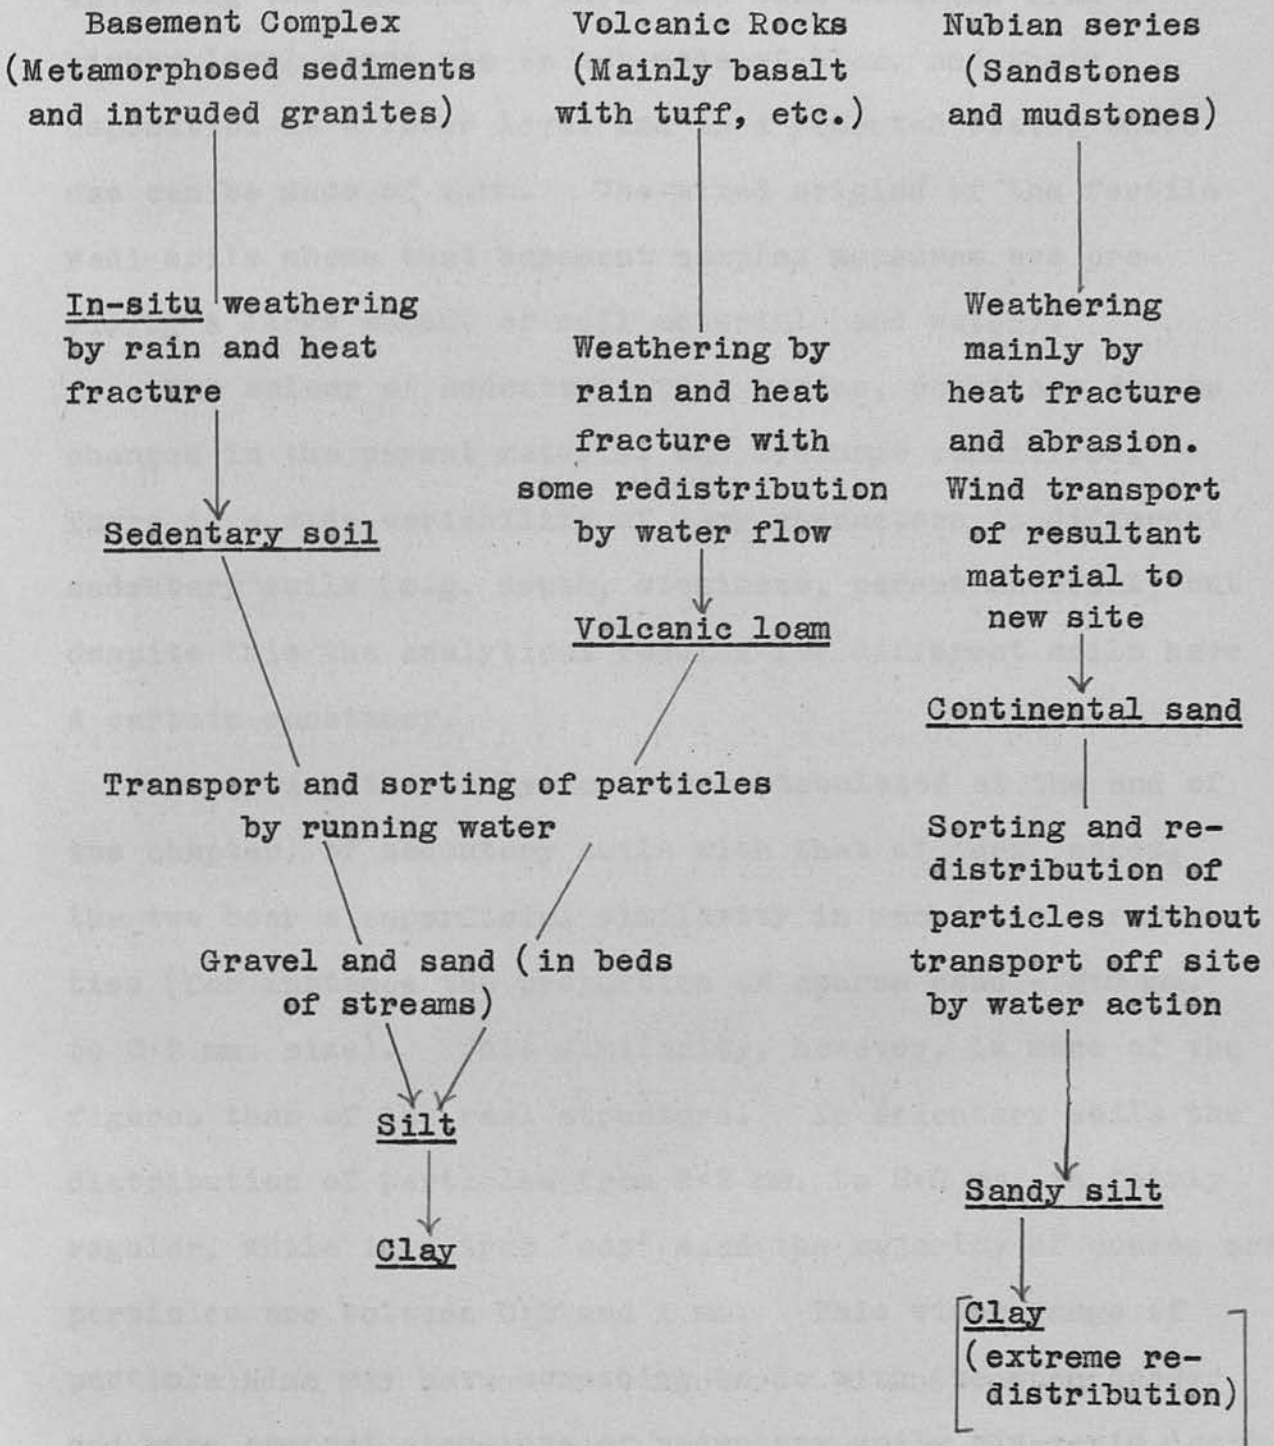 Basement Complex
(Metamorphosed sediments
and intruded granites)
In-situ weathering
by rain and heat
fracture
Sedentary soil
Volcanic Rocks
(Mainly basalt
with tuff, etc.)
Weathering by
rain and heat
fracture with
some redistribution
by water flow
Volcanic loam
Transport and sorting of particles
by running water
Gravel and sand (in beds
of streams)
Silt
Clay
Nubian series
(Sandstones
and mudstones)
Weathering
mainly by
heat fracture
and abrasion.
Wind transport
of resultant
material to
new site
Continental sand
Sorting and re-
distribution of
particles without
transport off site
by water action
Sandy silt
Clay
(extreme re-
distribution)